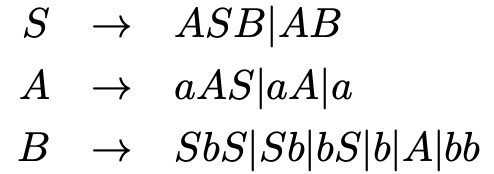 S → ASB|AB
A → aAS|aA|a
B → SbS|Sb|bS|b|A|bb